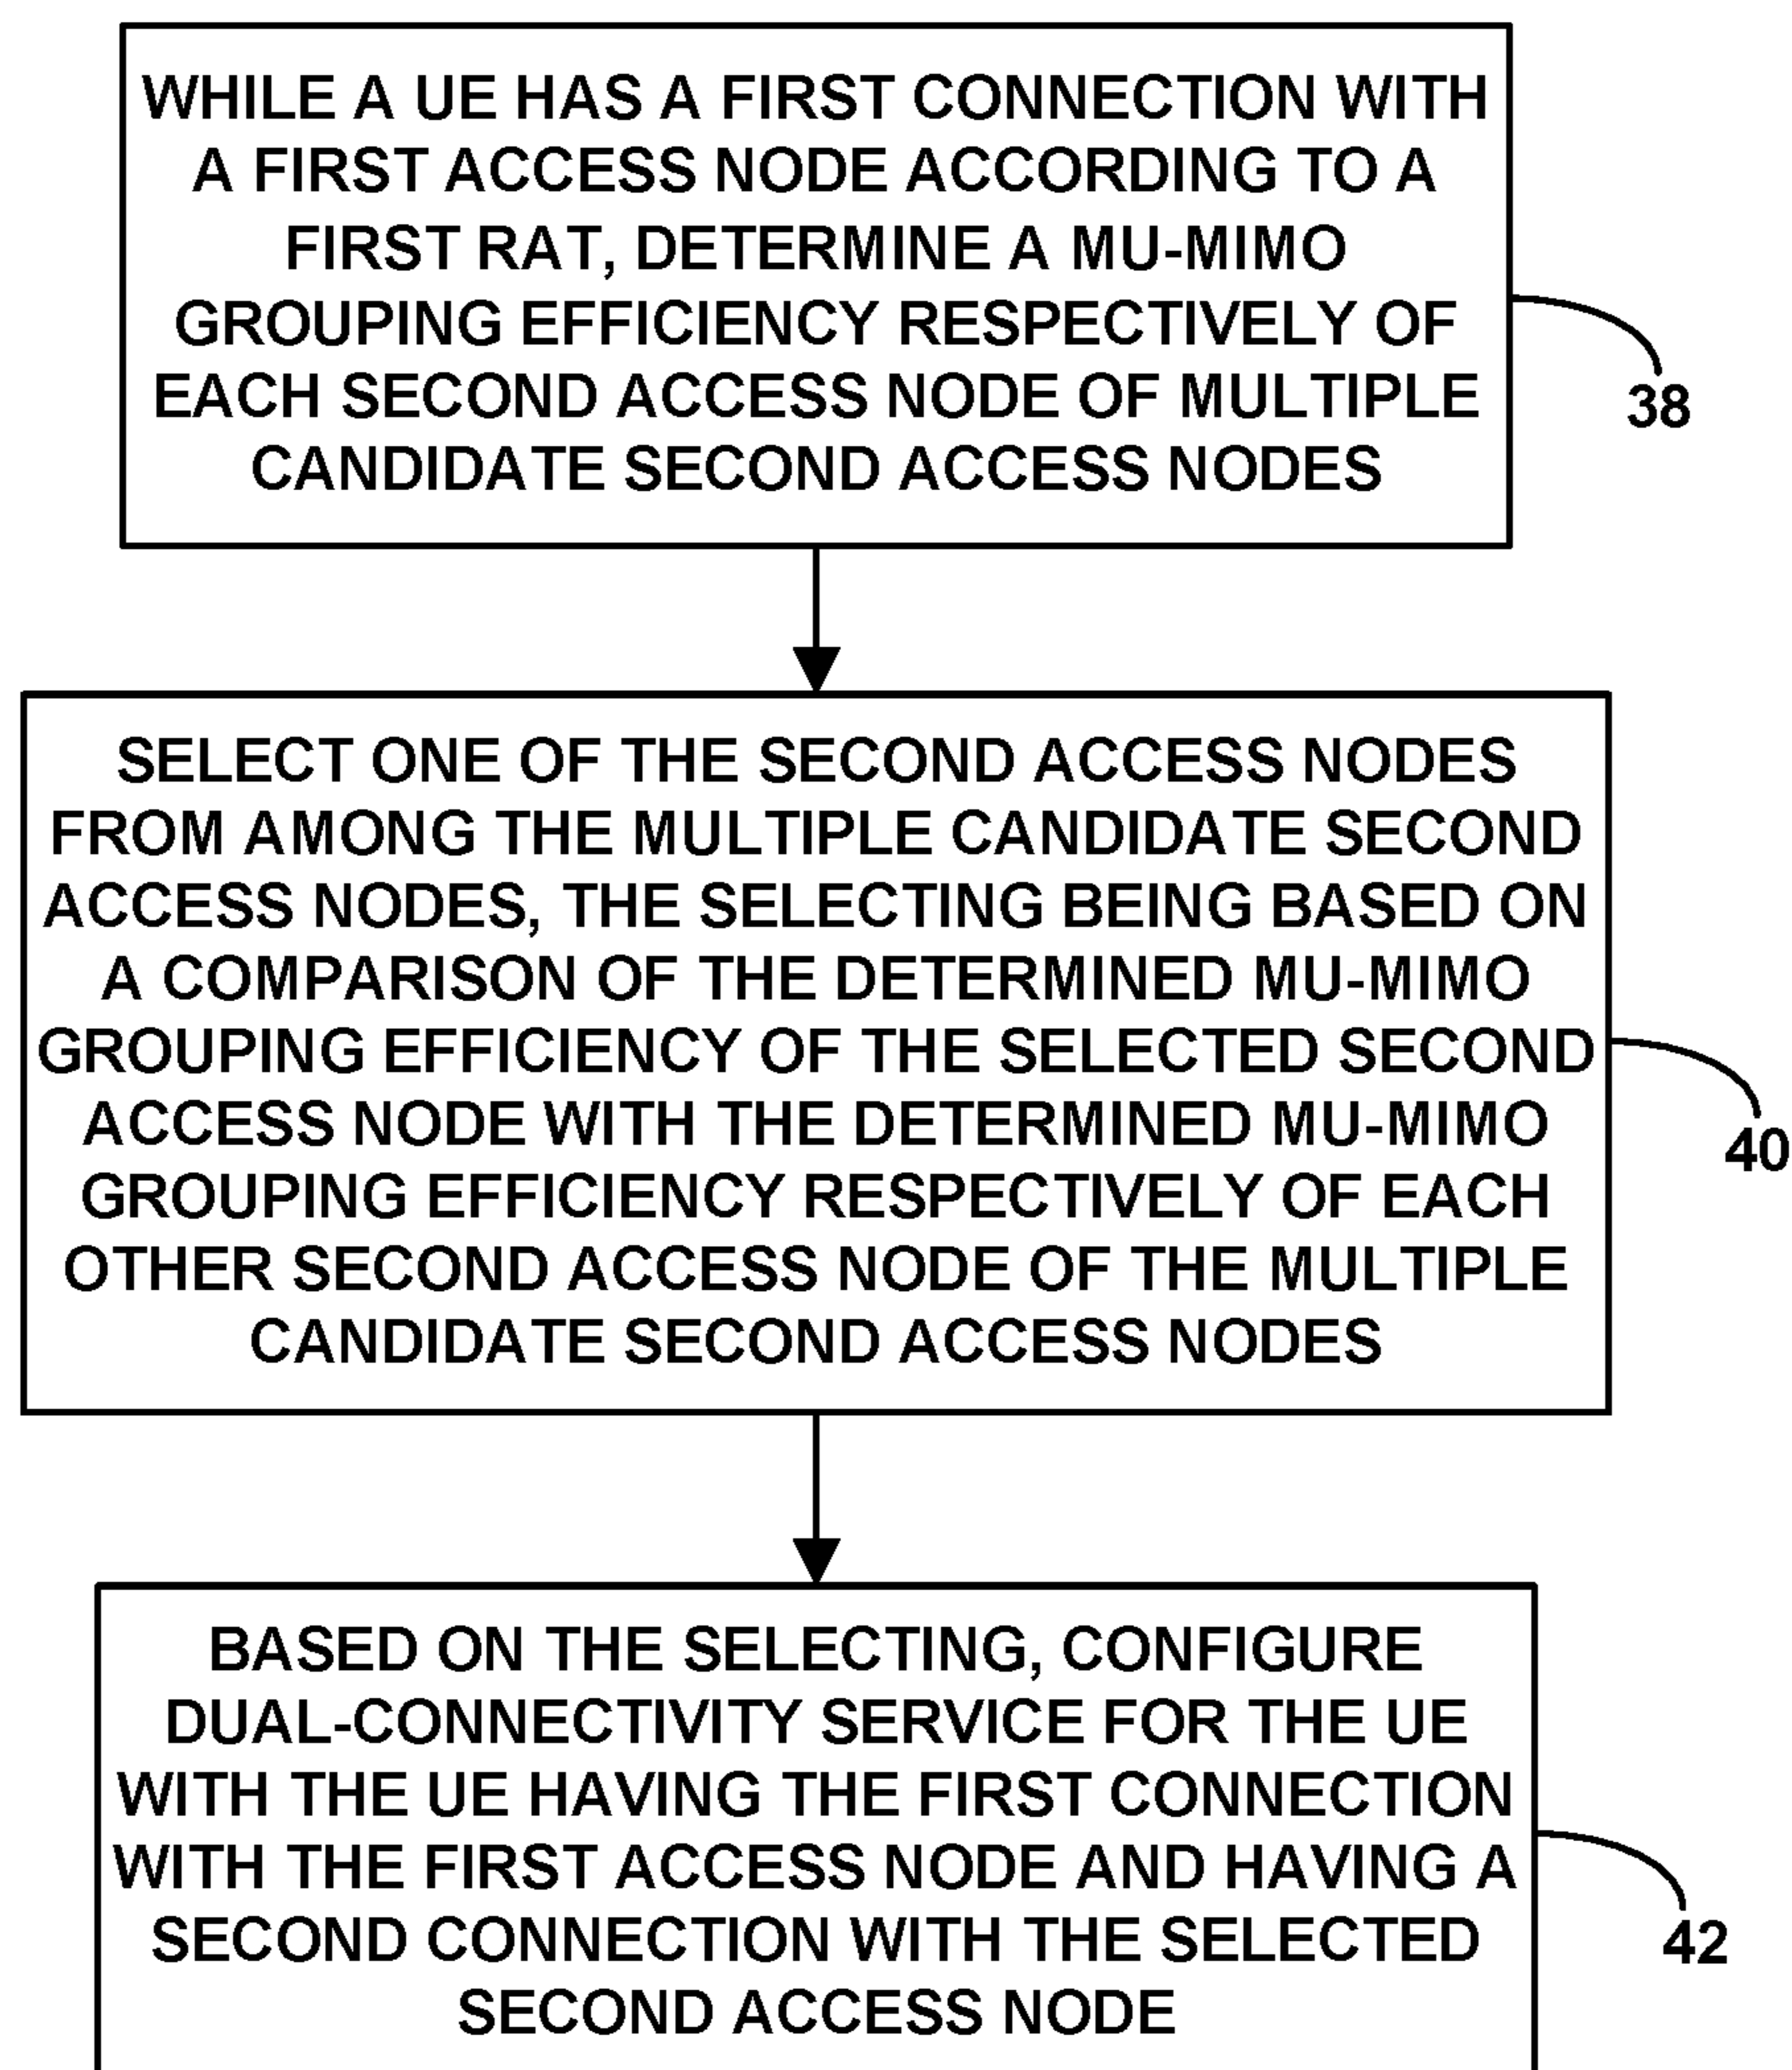 WHILE A UE HAS A FIRST CONNECTION WITH
A FIRST ACCESS NODE ACCORDING TO A
FIRST RAT, DETERMINE A MU-MIMO
GROUPING EFFICIENCY RESPECTIVELY OF
EACH SECOND ACCESS NODE OF MULTIPLE
CANDIDATE SECOND ACCESS NODES
38
SELECT ONE OF THE SECOND ACCESS NODES
FROM AMONG THE MULTIPLE CANDIDATE SECOND
ACCESS NODES, THE SELECTING BEING BASED ON
A COMPARISON OF THE DETERMINED MU-MIMO
GROUPING EFFICIENCY OF THE SELECTED SECOND
ACCESS NODE WITH THE DETERMINED MU-MIMO
GROUPING EFFICIENCY RESPECTIVELY OF EACH
OTHER SECOND ACCESS NODE OF THE MULTIPLE
CANDIDATE SECOND ACCESS NODES
40
BASED ON THE SELECTING, CONFIGURE
DUAL-CONNECTIVITY SERVICE FOR THE UE
WITH THE UE HAVING THE FIRST CONNECTION
WITH THE FIRST ACCESS NODE AND HAVING A
SECOND CONNECTION WITH THE SELECTED
SECOND ACCESS NODE
42